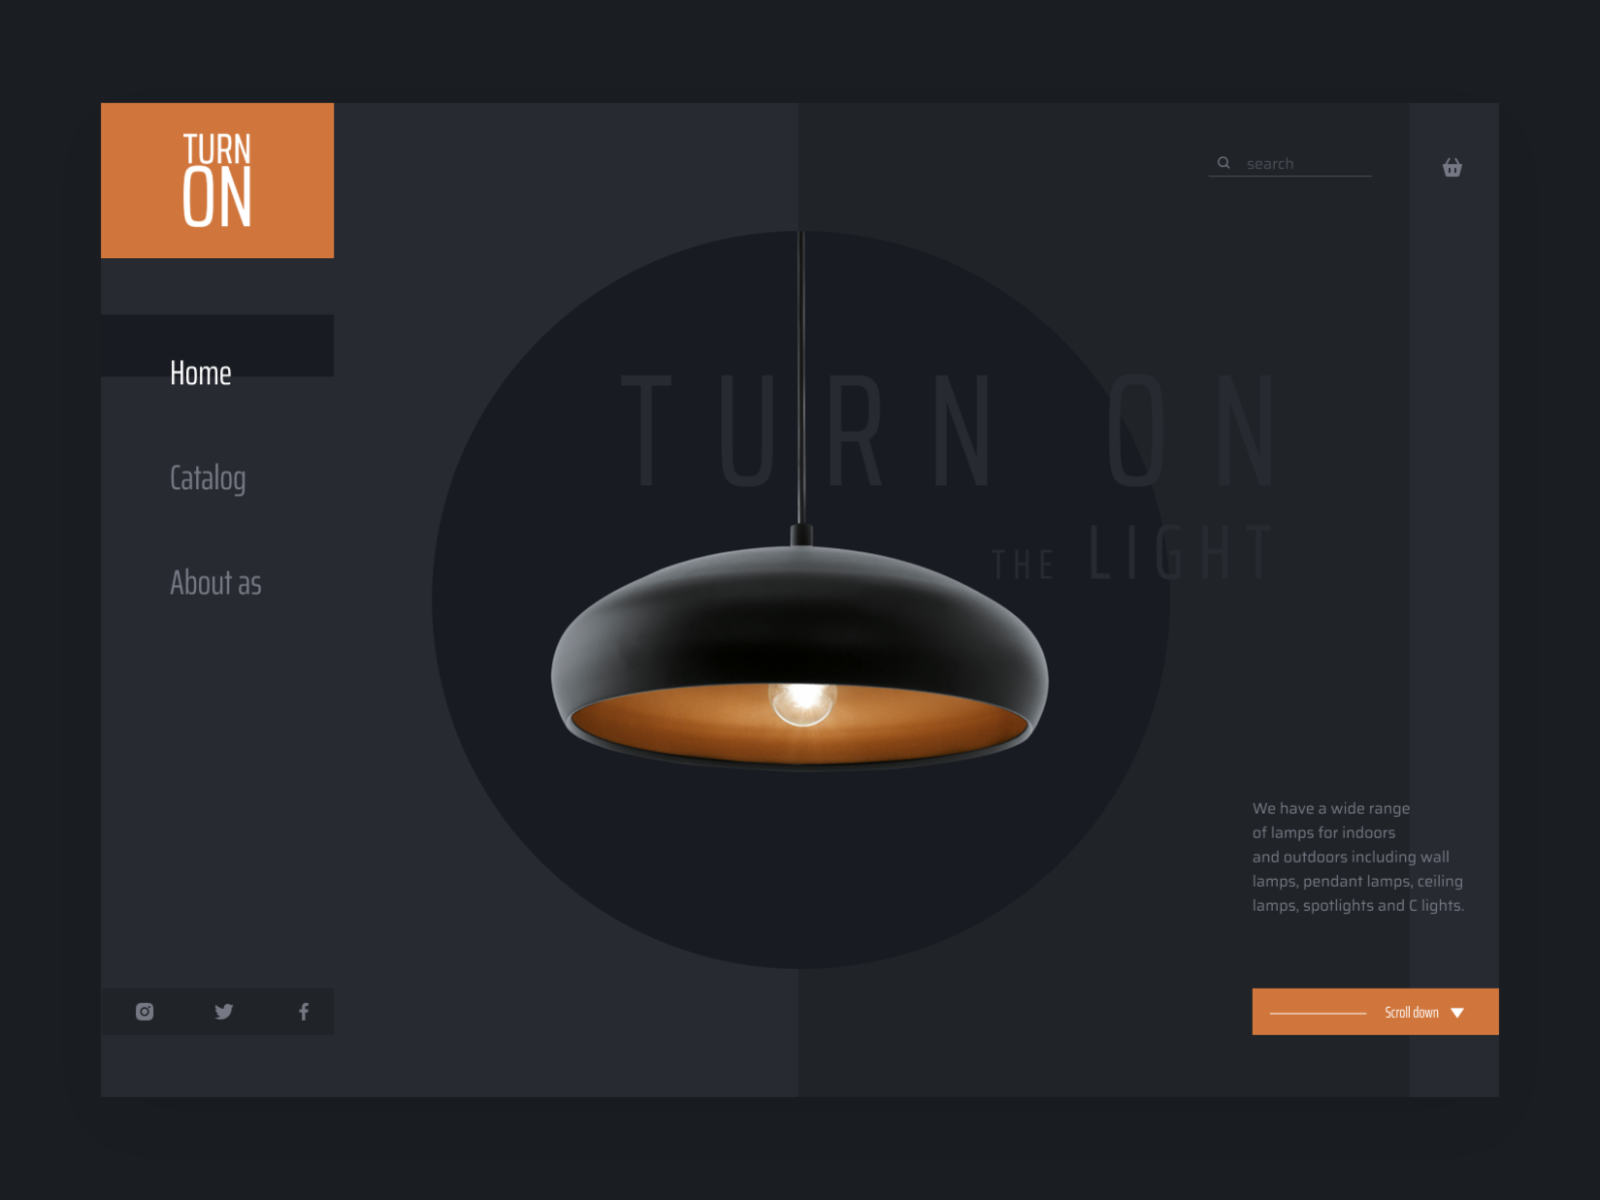 TURN
ON
search
Home
Catalog
About as
TURN ON
THE LIGHT
We have a wide range
of lamps for indoors
and outdoors including wall
lamps, pendant lamps, ceiling
lamps, spotlights and C lights.
Scroll down